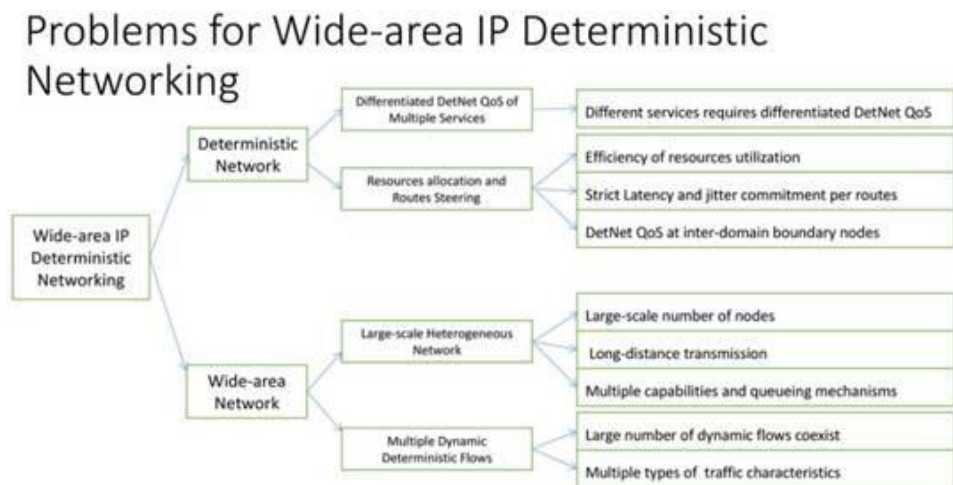 Problems for Wide-area IP Deterministic
Networking
Differentiated DetNet QoS of
Multiple Services
Different services requires differentiated DetNet QoS
Deterministic
Network
Efficiency of resources utilization
Resources allocation and
Routes Steering
Strict Latency and jitter commitment per routes
DetNet QoS at inter-domain boundary nodes
Wide-area IP
Deterministic
Networking
Large-scale number of nodes
Large-scale Heterogeneous
Network
Long-distance transmission
Wide-area
Network
Multiple capabilities and queueing mechanisms
Large number of dynamic flows coexist
Multiple Dynamic
Deterministic Flows
Multiple types of traffic characteristics